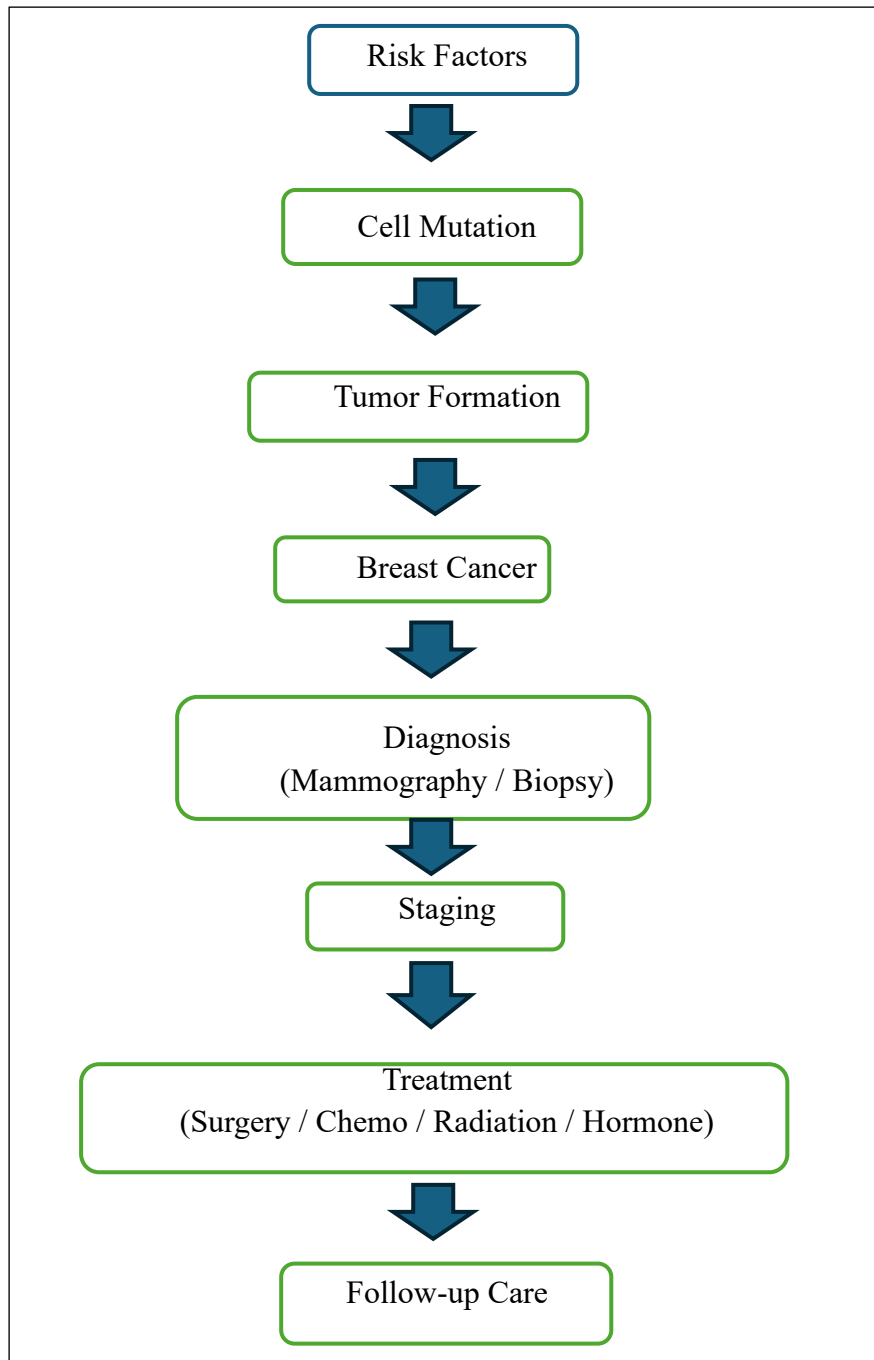 Risk Factors
Cell Mutation
Tumor Formation
Breast Cancer
Diagnosis
(Mammography / Biopsy)
Staging
Treatment
(Surgery / Chemo / Radiation / Hormone)
Follow-up Care